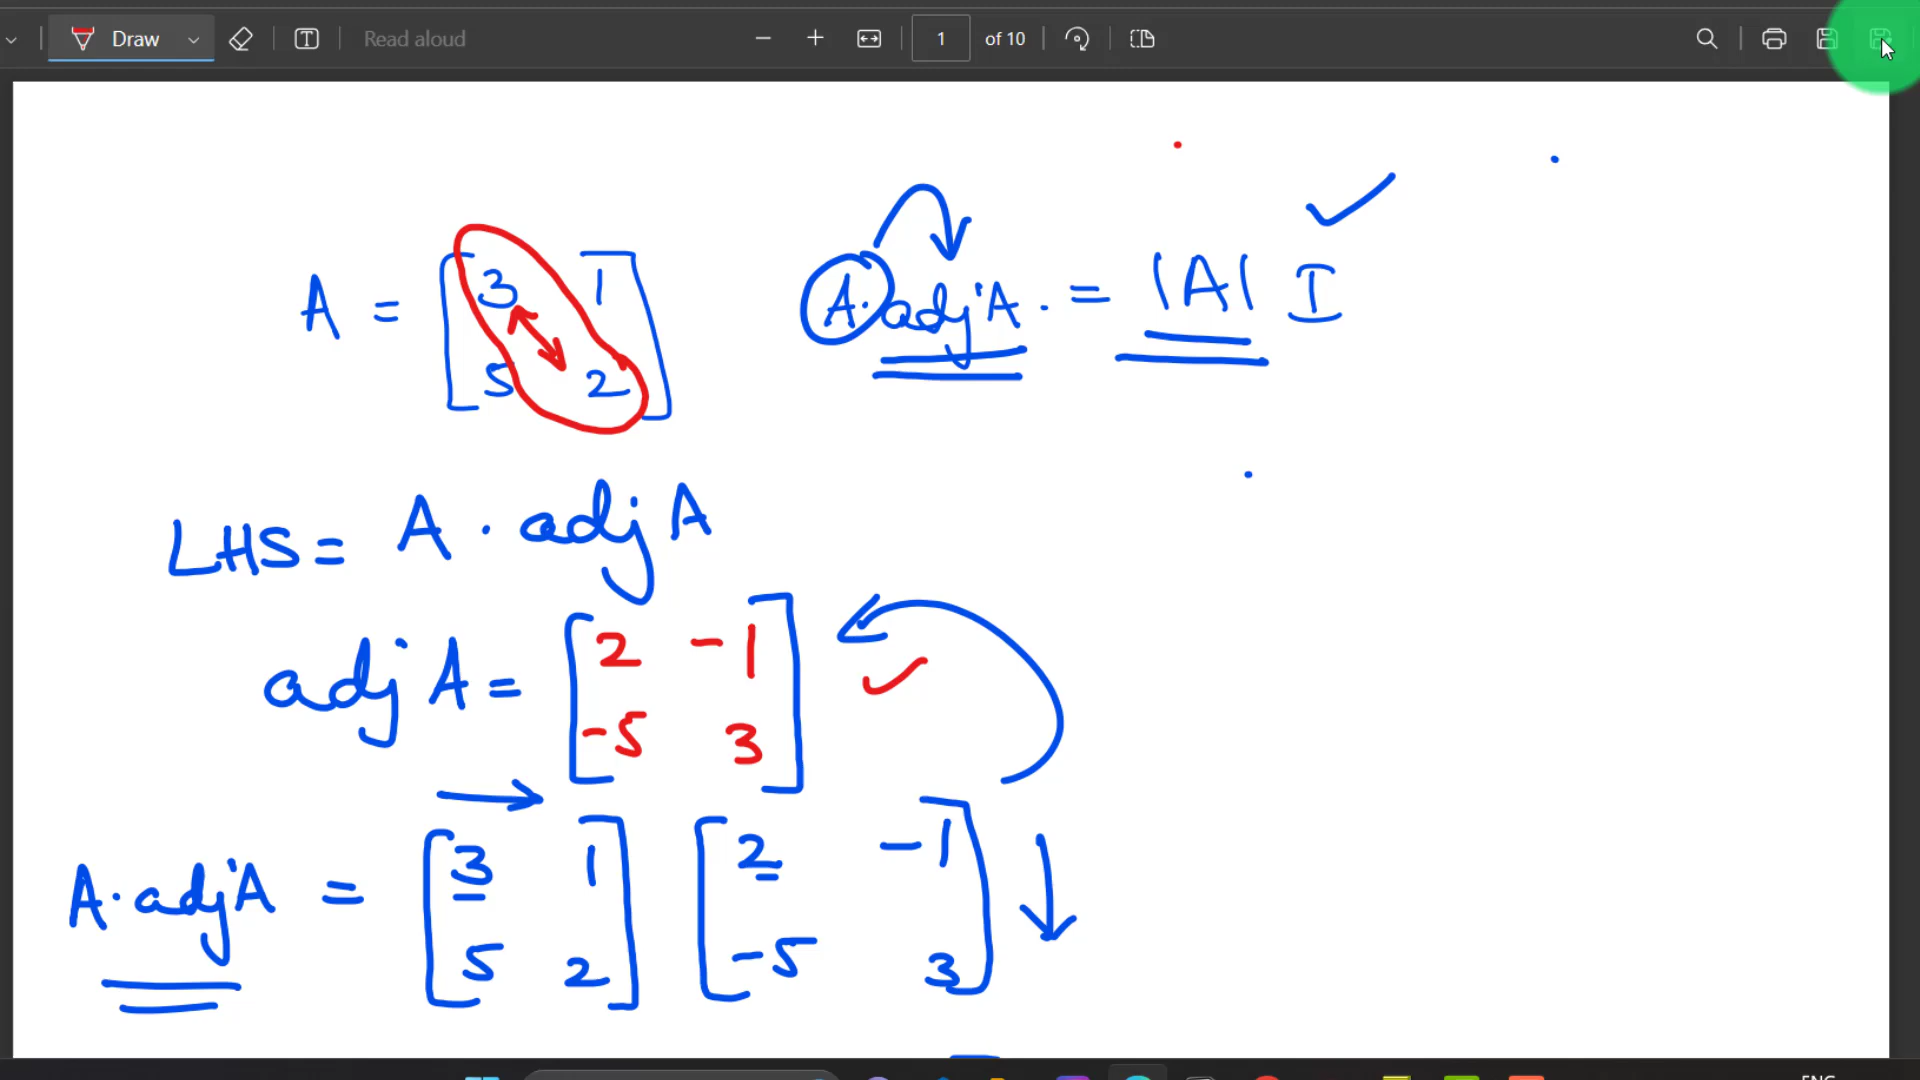 Draw Read aloud 1 of 10
A = [3 1
5 2]
A. adj A. = |A| I
LHS = A . adj A
adj A = [2 -1
-5 3]
A. adj A = [3 1 [2 -1
5 2] -5 3]
ENG